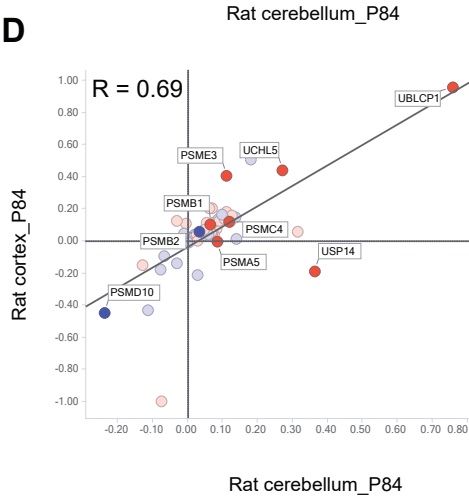 Rat cerebellum_P84
D
R = 0.69
UBLCP1
PSME3
UCHL5
PSMB1
PSMC4
PSMB2
PSMA5
USP14
PSMD10
Rat cortex_P84
1.00
0.80
0.60
0.40
0.20
0.00
-0.20
-0.40
-0.60
-0.80
-1.00
-0.20 -0.10 0.00 0.10 0.20 0.30 0.40 0.50 0.60 0.70 0.80
Rat cerebellum_P84